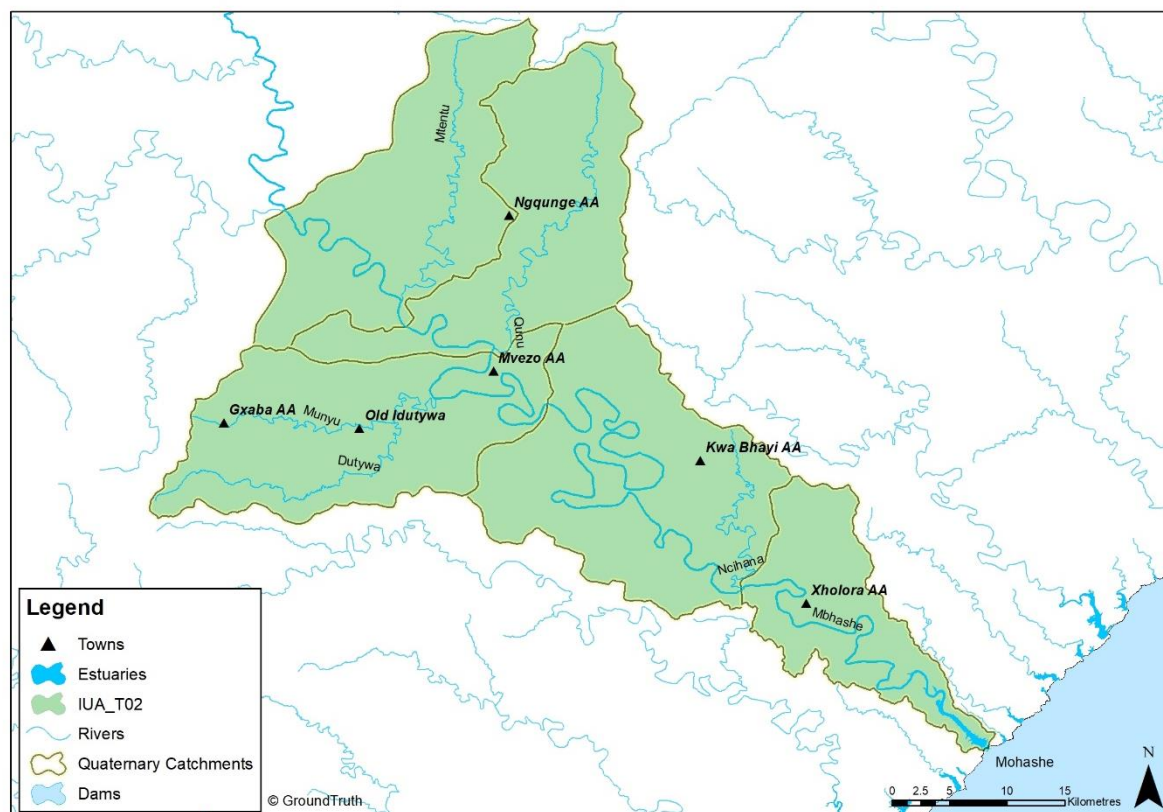 Mtentu
Ngqunge AA
Qumu
Mvezo AA
Gxaba AA
Munyu
Old Idutywa
Dutywa
Kwa Bhayi AA
Ncihana
Xholora AA
Mbhashe
Mohashe
Legend
Towns
Estuaries
IUA_T02
Rivers
Quaternary Catchments
Dams
© GroundTruth
0 2.5 5 10 15
Kilometres
N